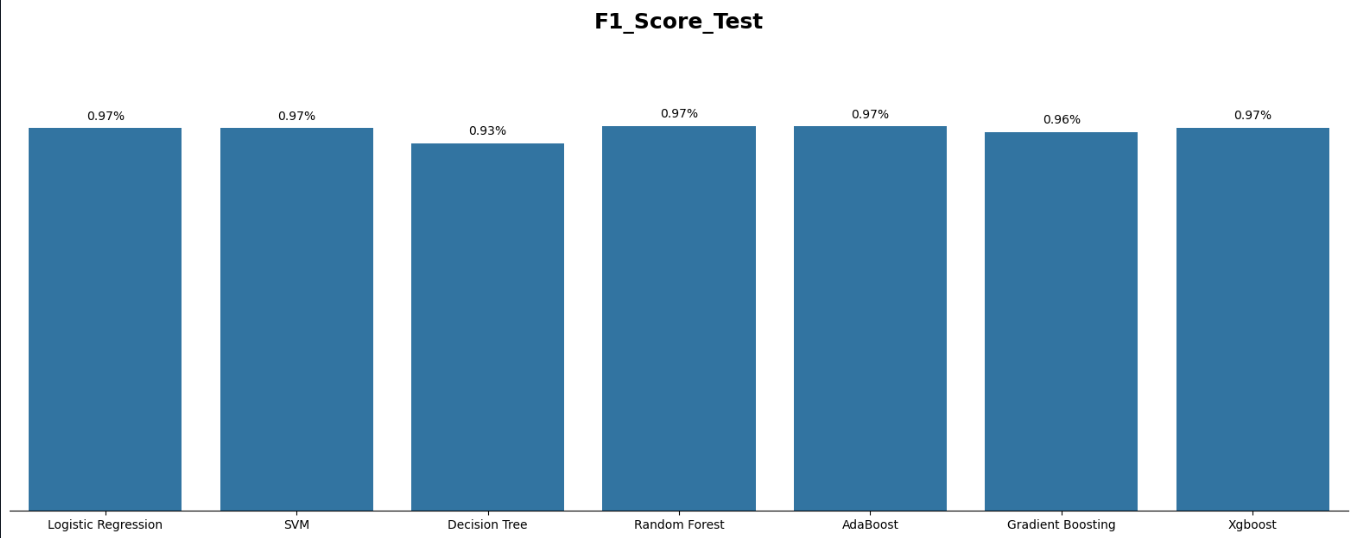 F1_Score_Test
0.97%
0.97%
0.93%
0.97%
0.97%
0.96%
0.97%
Logistic Regression
SVM
Decision Tree
Random Forest
AdaBoost
Gradient Boosting
Xgboost